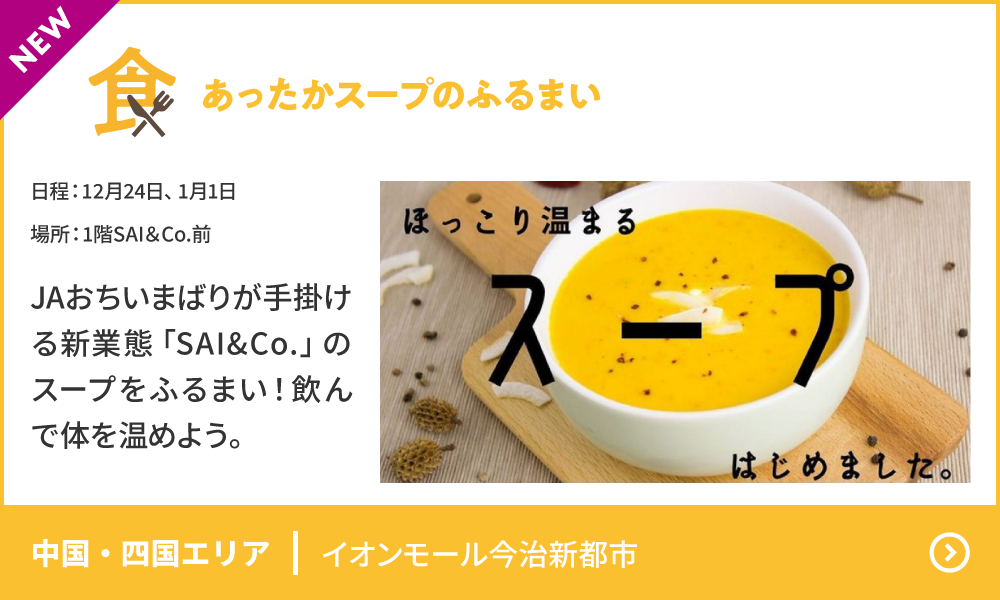 NEW
食
あったかスープのふるまい
日程：12月24日、1月1日
場所：1階SAI&Co.前
JAおちいまばりが手掛け
る新業態「SAI&Co.」の
スープをふるまい！飲ん
で体を温めよう。
ほっこり温まる
スープ
はじめました。
中国・四国エリア
イオンモール今治新都市